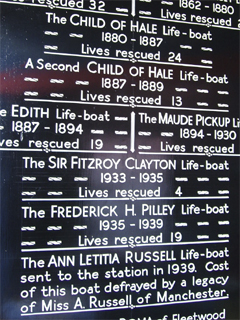 rescued 32
1862 - 1880
Lives rescued
The CHILD OF HALE Life-boat
1880 - 1887
Lives rescued 24
A Second CHILD OF HALE Life-boat
1887 - 1889
Lives rescued 13
EDITH Life-boat
The MAUDE PICKUP
1887 - 1894
1894 - 1930
Lives rescued 19
Lives rescued
The SIR FITZROY CLAYTON Life-boat
1933 - 1935
Lives rescued 4
The FREDERICK H. PILLEY Life-boat
1935 - 1939
Lives rescued 19
The ANN LETITIA RUSSELL Life-boat
sent to the station in 1939. Cost
of this boat defrayed by a legacy
of Miss A. Russell of Manchester.
of Fleetwood